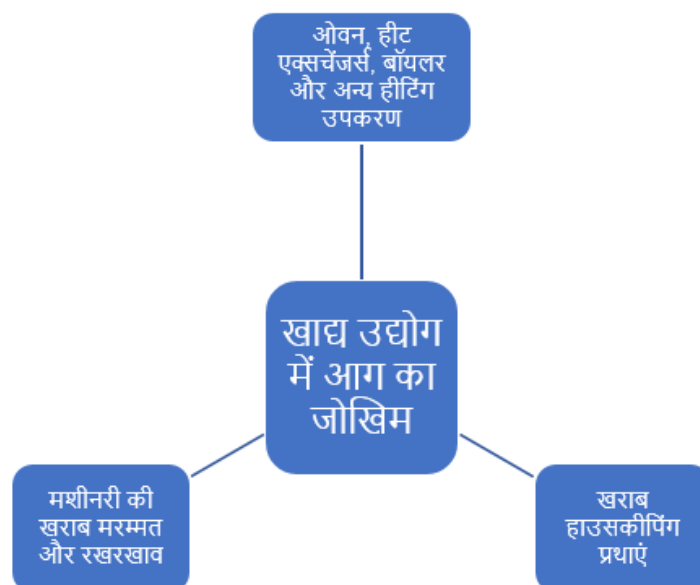 ओवन, हीट
एक्सचेंजर्स, बॉयलर
और अन्य हीटिंग
उपकरण
खाद्य उद्योग
में आग का
जोखिम
मशीनरी की
खराब मरम्मत
और रखरखाव
खराब
हाउसकीपिंग
प्रथाएं